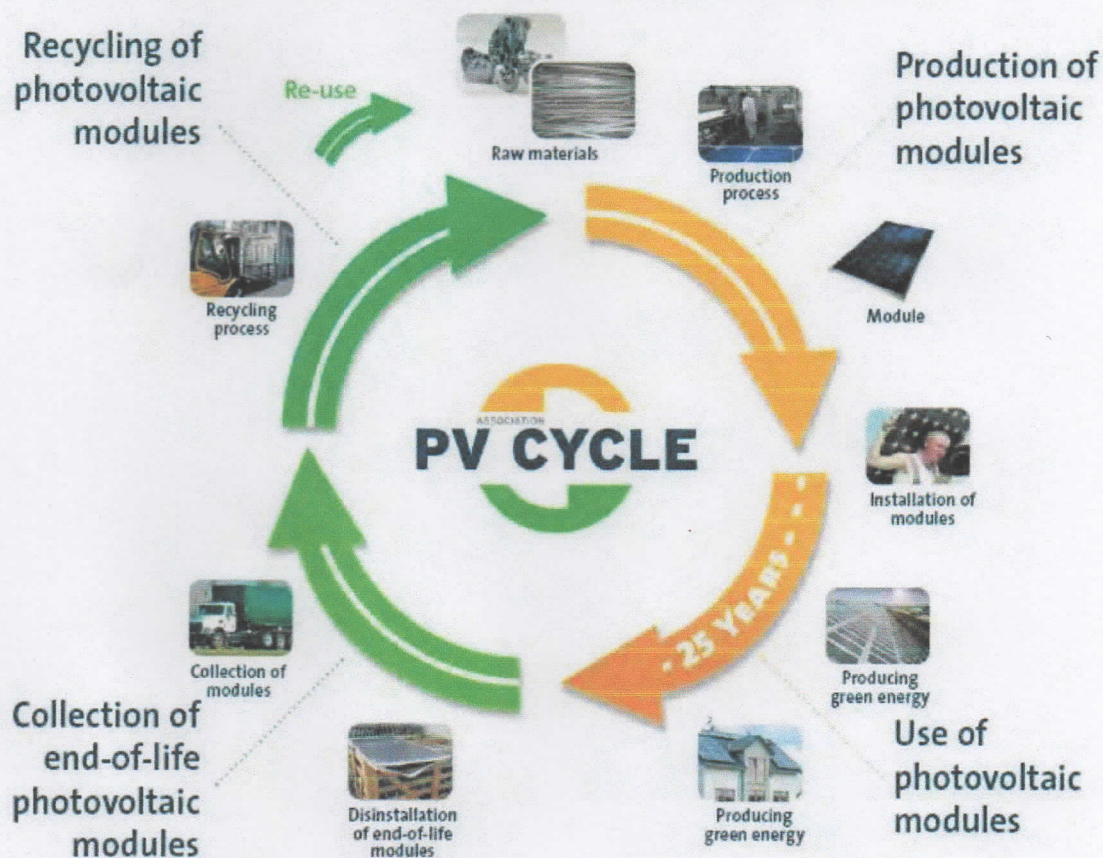 Recycling of
photovoltaic
modules
Re-use
Raw materials
Production
process
Production of
photovoltaic
modules
Module
Recycling
process
ASSOCIATION
PV CYCLE
Installation of
modules
- 25 YEARS - - -
Producing
green energy
Collection of
modules
Collection of
end-of-life
photovoltaic
modules
Disinstallation
of end-of-life
modules
Producing
green energy
Use of
photovoltaic
modules